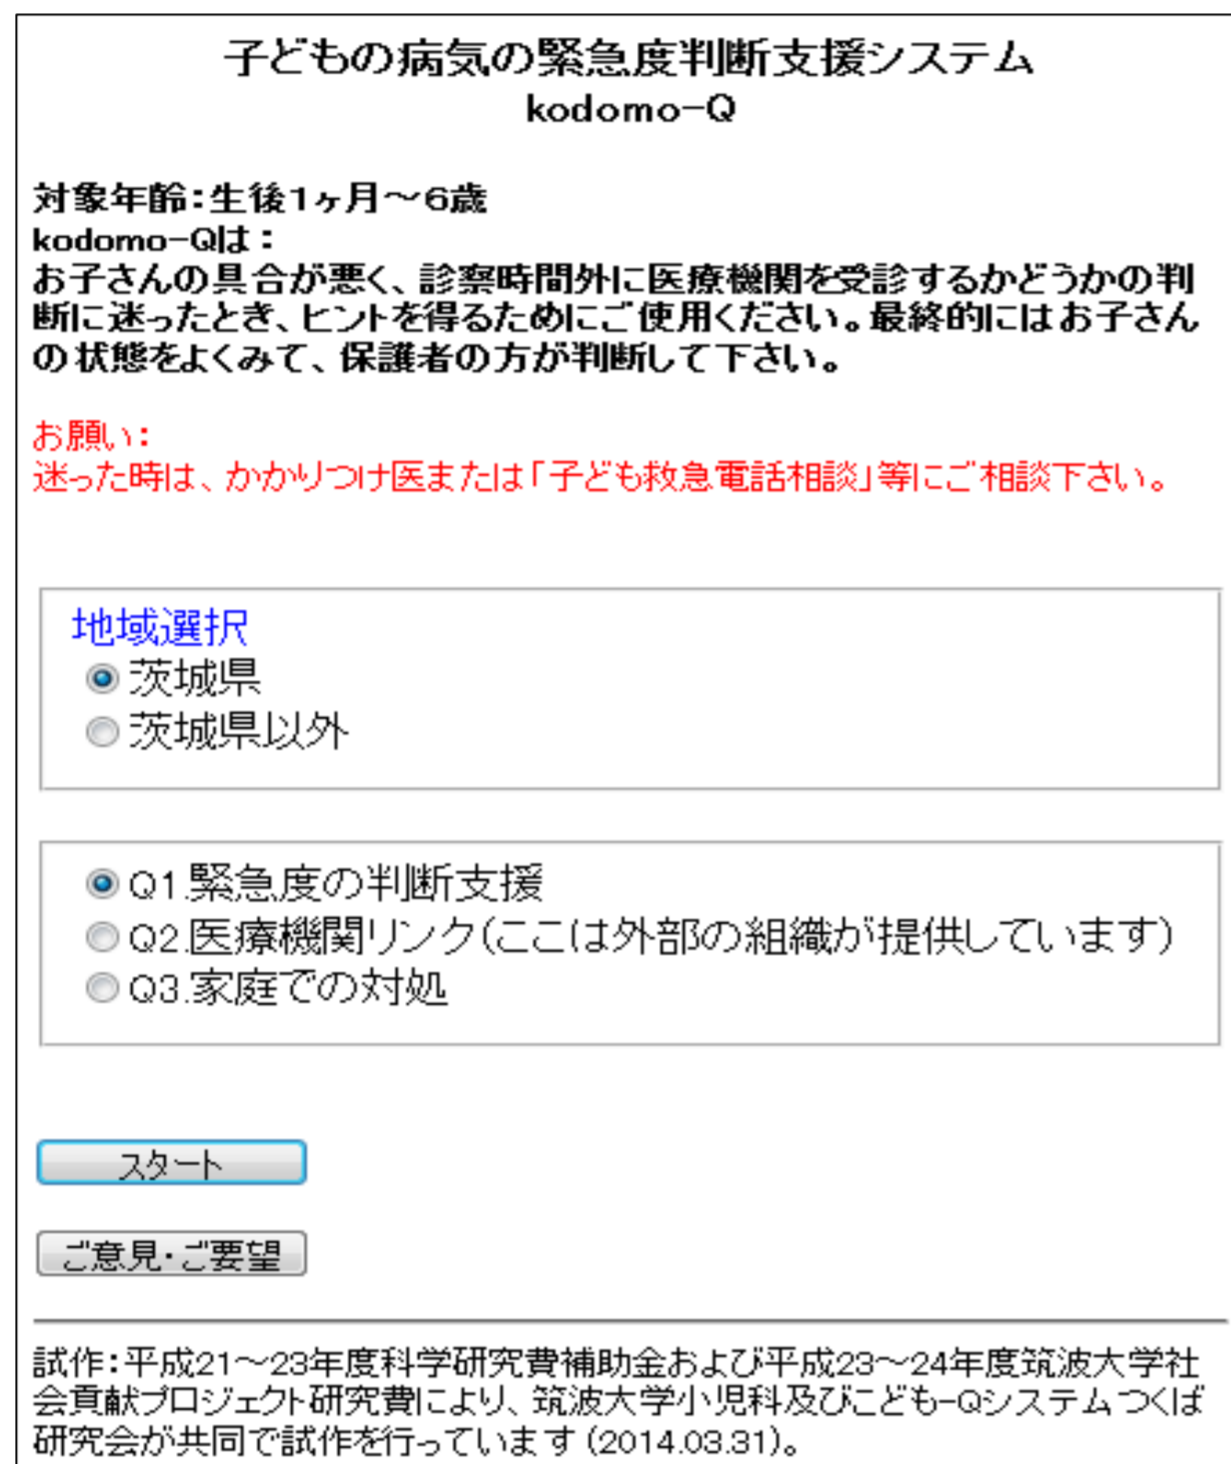 子どもの病気の緊急度判断支援システム
kodomo-Q
対象年齢:生後1ヶ月～6歳
kodomo-Qは:
お子さんの具合が悪く、診察時間外に医療機関を受診するかどうかの判
断に迷ったとき、ヒントを得るためにご使用ください。最終的にはお子さん
の状態をよくみて、保護者の方が判断して下さい。
お願い:
迷った時は、かかりつけ医または「子ども救急電話相談」等にご相談下さい。
地域選択
茨城県
茨城県以外
Q1.緊急度の判断支援
Q2.医療機関リンク(ここは外部の組織が提供しています)
Q3.家庭での対処
スタート
ご意見・ご要望
試作:平成21～23年度科学研究費補助金および平成23～24年度筑波大学社
会貢献プロジェクト研究費により、筑波大学小児科及びこども-Qシステムつくば
研究会が共同で試作を行っています(2014.03.31)。